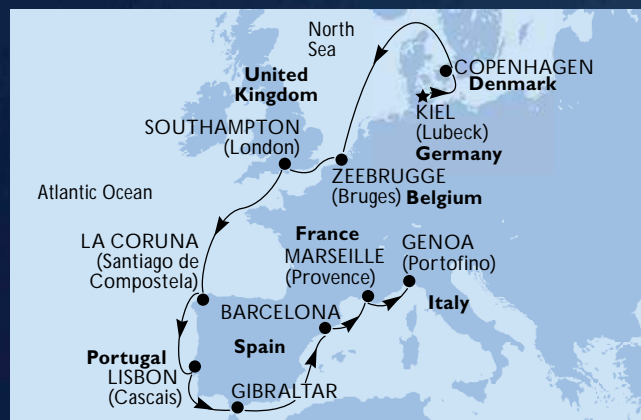 North
Sea
COPENHAGEN
Denmark
United
Kingdom
KIEL
(Lubeck)
Germany
SOUTHAMPTON
(London)
ZEEBRUGGE
(Bruges) Belgium
Atlantic Ocean
LA CORUNA
(Santiago de
Compostela)
France
MARSEILLE
(Provence)
GENOA
(Portofino)
Italy
BARCELONA
Spain
Portugal
LISBON
(Cascais)
GIBRALTAR